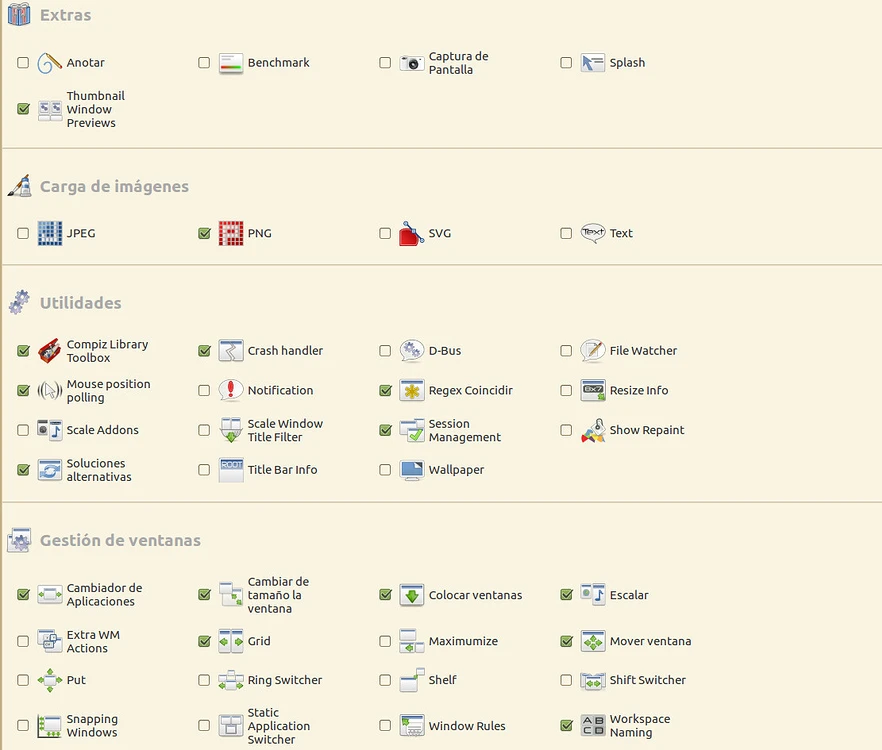 Extras
Anotar
Benchmark
Captura de
Pantalla
Splash
Thumbnail
Window
Previews
Carga de imágenes
JPEG
PNG
SVG
Text
Text
Utilidades
Compiz Library
Toolbox
Crash handler
D-Bus
File Watcher
Mouse position
polling
Notification
Regex Coincidir
Resize Info
Scale Addons
Scale Window
Title Filter
Session
Management
Show Repaint
Soluciones
alternativas
ROOT
Title Bar Info
Wallpaper
Gestión de ventanas
Cambiador de
Aplicaciones
Cambiar de
tamaño la
ventana
Colocar ventanas
Escalar
Extra WM
Actions
Grid
Maximumize
Mover ventana
Put
Ring Switcher
Shelf
Shift Switcher
Snapping
Windows
Static
Application
Switcher
Window Rules
A B
C D
Workspace
Naming